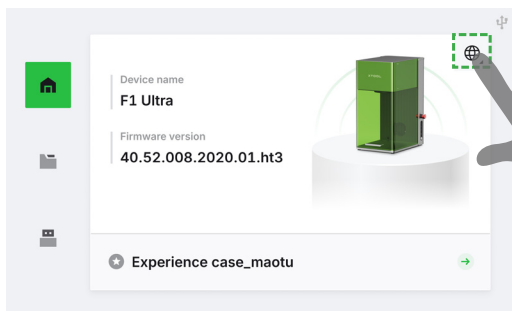 Device name
F1 Ultra
Firmware version
40.52.008.2020.01.ht3
Experience case_maotu